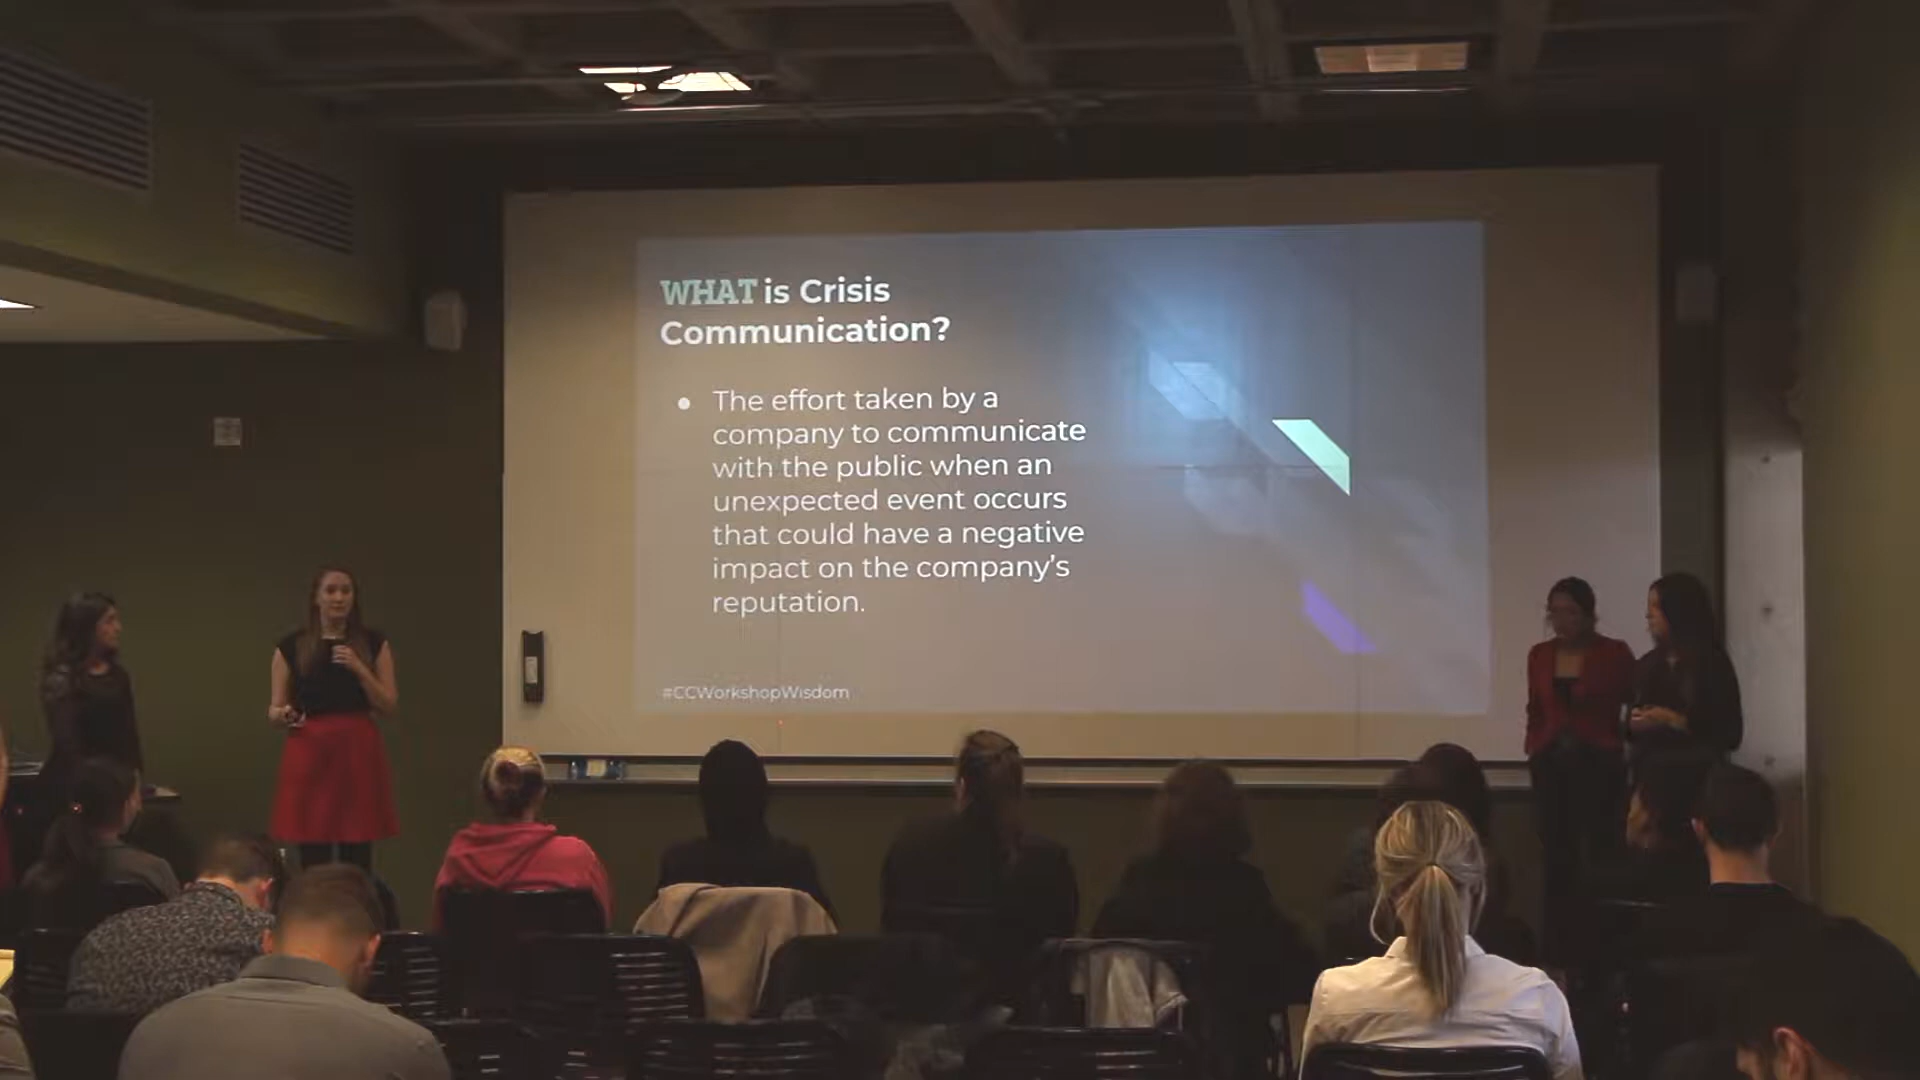 WHAT is Crisis
Communication?
● The effort taken by a
company to communicate
with the public when an
unexpected event occurs
that could have a negative
impact on the company's
reputation.
#CCWorkshopWisdom